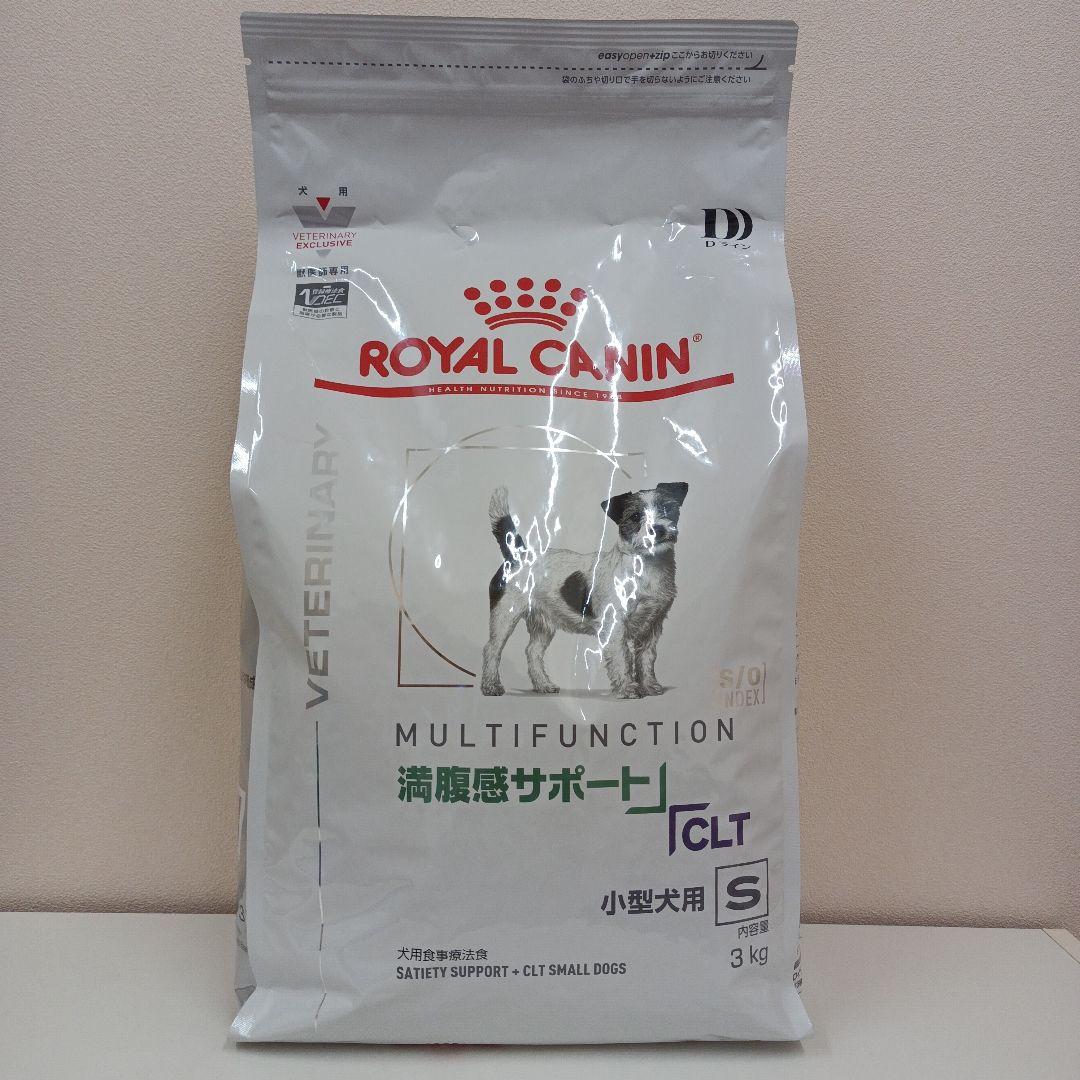 easyopen+zip ここからお切りください
袋のふちや切り口で手を切らないようにご注意ください
犬 用
VETERINARY
EXCLUSIVE
獣医師専用
DD
Dライン
ROYAL CANIN®
HEALTH NUTRITION SINCE 1968
VETERINARY
S/O
INDEX
MULTIFUNCTION
満腹感サポート
CLT
小型犬用 S
内容量
3 kg
犬用食事療法食
SATIETY SUPPORT + CLT SMALL DOGS